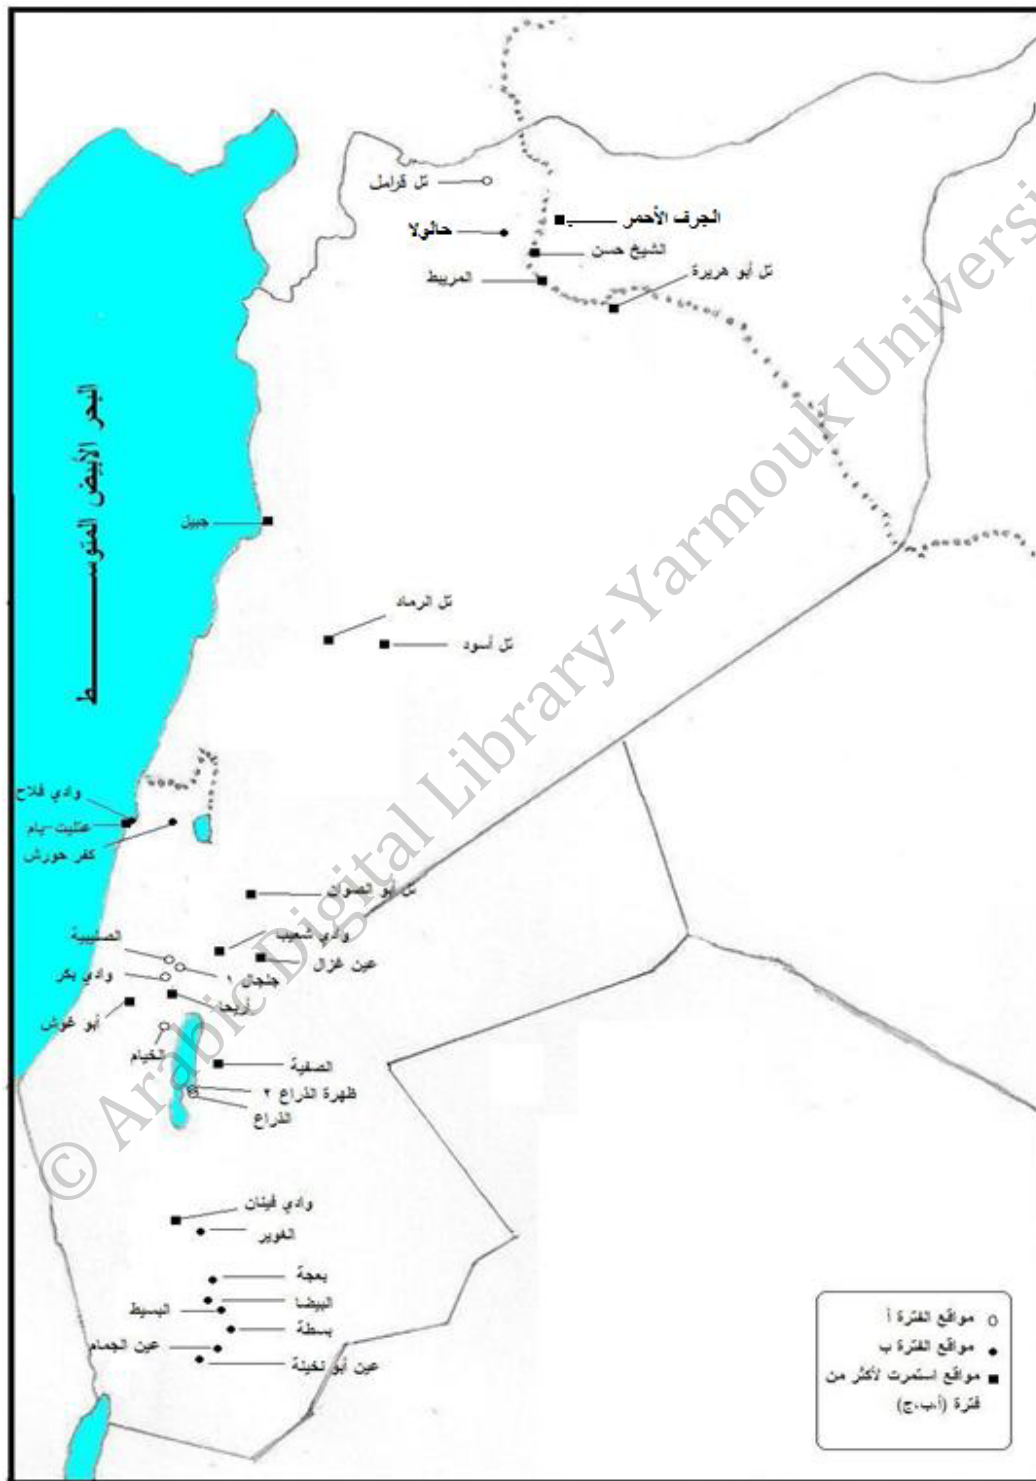 تل قرامل
الجرف الأحمر
حالولا
الشيخ حسن
تل أبو هريرة
المريبط
البحر الأبيض المتوســـــــط
جبيل
تل الرماد
تل أسود
وادي فلاح
عتليت-يام
كفر حورش
تل أبو الصوان
وادي شعيب
الصليبية
عين غزال
جلجال ١
وادي بكر
أريحا
أبو غوش
الخيام
الصفية
ظهرة الذراع ٢
الذراع
وادي فينان
الغوير
بعجة
البيضا
البسيط
بسطة
عين الجمام
عين أبو نخيلة
مواقع الفترة أ
مواقع الفترة ب
مواقع استمرت لأكثر من
فترة (أ،ب،ج)
© Arabic Digital Library-Yarmouk Universi